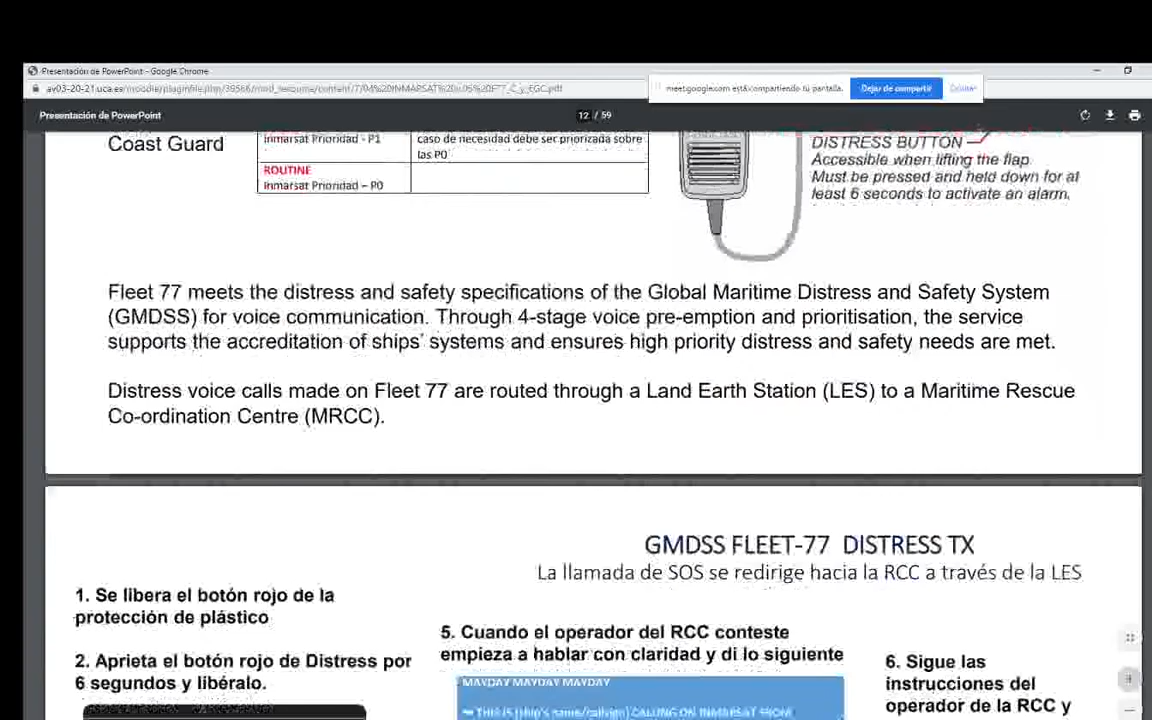 Presentación de PowerPoint - Google Chrome
meet.google.com está compartiendo tu pantalla.
Dejar de compartir
Ocultar
Presentación de PowerPoint
12 / 59
Coast Guard
Inmarsat Prioridad - P1
caso de necesidad debe ser priorizada sobre
las P0
ROUTINE
Inmarsat Prioridad – P0
DISTRESS BUTTON
Accessible when lifting the flap.
Must be pressed and held down for at
least 6 seconds to activate an alarm.
Fleet 77 meets the distress and safety specifications of the Global Maritime Distress and Safety System
(GMDSS) for voice communication. Through 4-stage voice pre-emption and prioritisation, the service
supports the accreditation of ships' systems and ensures high priority distress and safety needs are met.
Distress voice calls made on Fleet 77 are routed through a Land Earth Station (LES) to a Maritime Rescue
Co-ordination Centre (MRCC).
GMDSS FLEET-77 DISTRESS TX
La llamada de SOS se redirige hacia la RCC a través de la LES
1. Se libera el botón rojo de la
protección de plástico
2. Aprieta el botón rojo de Distress por
6 segundos y libéralo.
5. Cuando el operador del RCC conteste
empieza a hablar con claridad y di lo siguiente
MAYDAY MAYDAY MAYDAY
THIS IS (ship's name/callsign) CALLING ON INMARSAT FROM
6. Sigue las
instrucciones del
operador de la RCC y